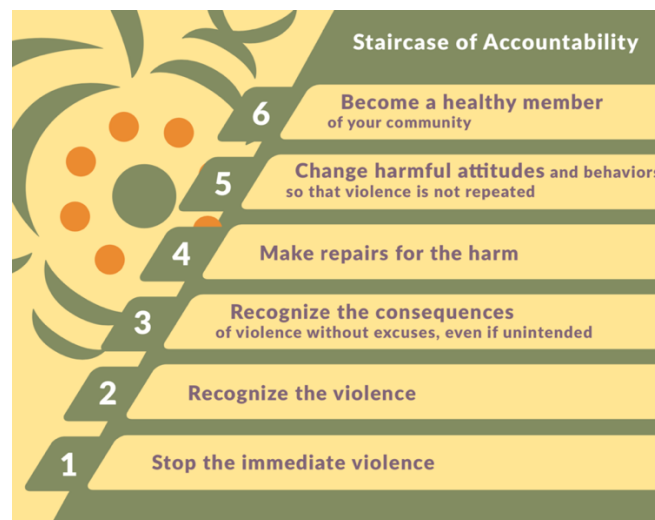 Staircase of Accountability
6
Become a healthy member
of your community
5
Change harmful attitudes and behaviors
so that violence is not repeated
4
Make repairs for the harm
3
Recognize the consequences
of violence without excuses, even if unintended
2
Recognize the violence
1
Stop the immediate violence